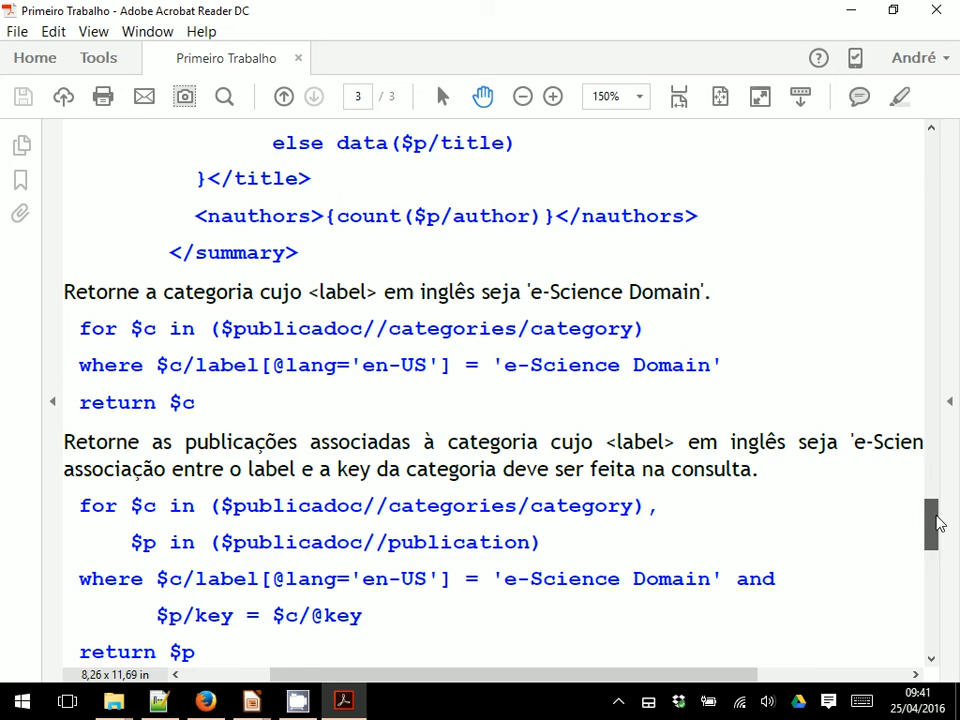 Primeiro Trabalho - Adobe Acrobat Reader DC
File Edit View Window Help
Home Tools Primeiro Trabalho × André
3 / 3 150%
else data($p/title)
}</title>
<nauthors>{count($p/author)}</nauthors>
</summary>
Retorne a categoria cujo <label> em inglês seja 'e-Science Domain'.
for $c in ($publicadoc//categories/category)
where $c/label[@lang='en-US'] = 'e-Science Domain'
return $c
Retorne as publicações associadas à categoria cujo <label> em inglês seja 'e-Scien
associação entre o label e a key da categoria deve ser feita na consulta.
for $c in ($publicadoc//categories/category),
$p in ($publicadoc//publication)
where $c/label[@lang='en-US'] = 'e-Science Domain' and
$p/key = $c/@key
return $p
8,26 x 11,69 in
09:41
25/04/2016